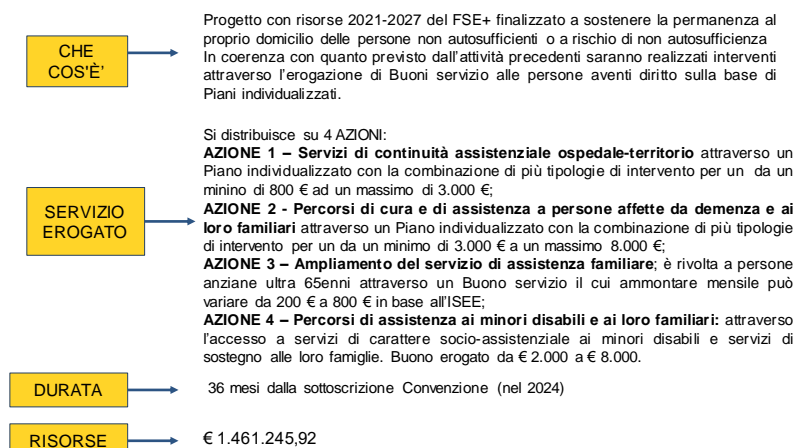 CHE
COS'È'
Progetto con risorse 2021-2027 del FSE+ finalizzato a sostenere la permanenza al
proprio domicilio delle persone non autosufficienti o a rischio di non autosufficienza
In coerenza con quanto previsto dall'attività precedenti saranno realizzati interventi
attraverso l'erogazione di Buoni servizio alle persone aventi diritto sulla base di
Piani individualizzati.
SERVIZIO
EROGATO
Si distribuisce su 4 AZIONI:
AZIONE 1 – Servizi di continuità assistenziale ospedale-territorio attraverso un
Piano individualizzato con la combinazione di più tipologie di intervento per un da un
minino di 800 € ad un massimo di 3.000 €;
AZIONE 2 - Percorsi di cura e di assistenza a persone affette da demenza e ai
loro familiari attraverso un Piano individualizzato con la combinazione di più tipologie
di intervento per un da un minimo di 3.000 € a un massimo 8.000 €;
AZIONE 3 – Ampliamento del servizio di assistenza familiare; è rivolta a persone
anziane ultra 65enni attraverso un Buono servizio il cui ammontare mensile può
variare da 200 € a 800 € in base all'ISEE;
AZIONE 4 – Percorsi di assistenza ai minori disabili e ai loro familiari: attraverso
l'accesso a servizi di carattere socio-assistenziale ai minori disabili e servizi di
sostegno alle loro famiglie. Buono erogato da € 2.000 a € 8.000.
DURATA
36 mesi dalla sottoscrizione Convenzione (nel 2024)
RISORSE
€ 1.461.245,92